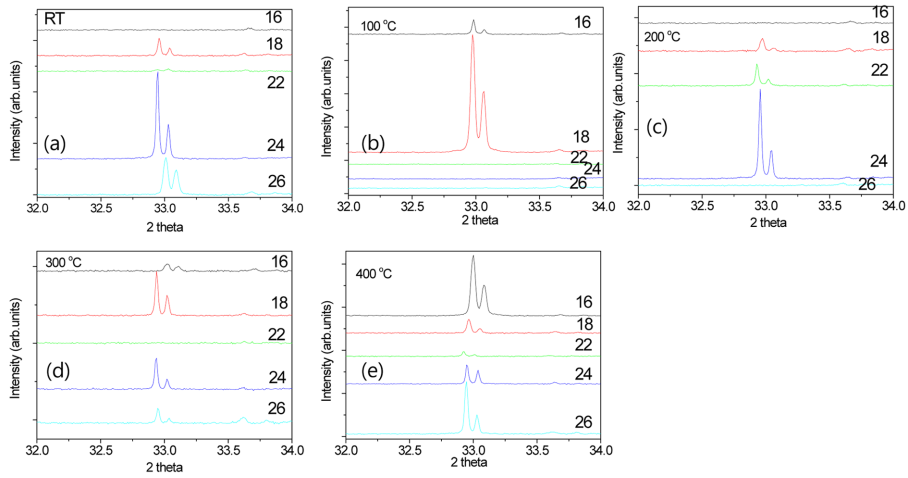 RT
16
18
22
24
26
(a)
Intensity (arb.units)
32.0 32.5 33.0 33.5 34.0
2 theta
100 °C
16
18
22
24
26
(b)
Intensity (arb.units)
32.0 32.5 33.0 33.5 34.0
2 theta
200 °C
16
18
22
24
26
(c)
Intensity (arb.units)
32.0 32.5 33.0 33.5 34.0
2 theta
300 °C
16
18
22
24
26
(d)
Intensity (arb.units)
32.0 32.5 33.0 33.5 34.0
2 theta
400 °C
16
18
22
24
26
(e)
Intensity (arb.units)
32.0 32.5 33.0 33.5 34.0
2 theta